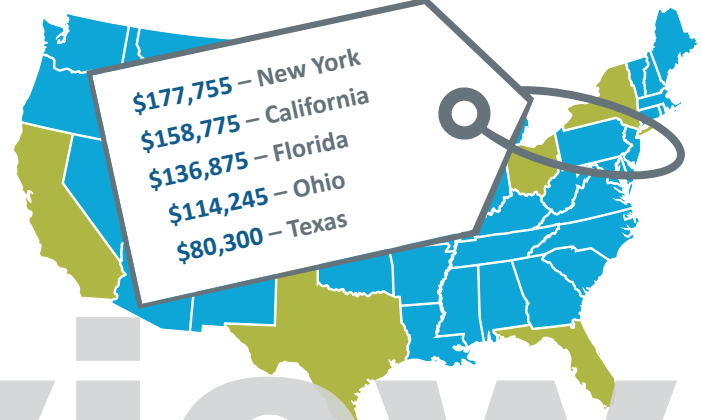 $177,755 – New York
$158,775 – California
$136,875 – Florida
$114,245 – Ohio
$80,300 – Texas